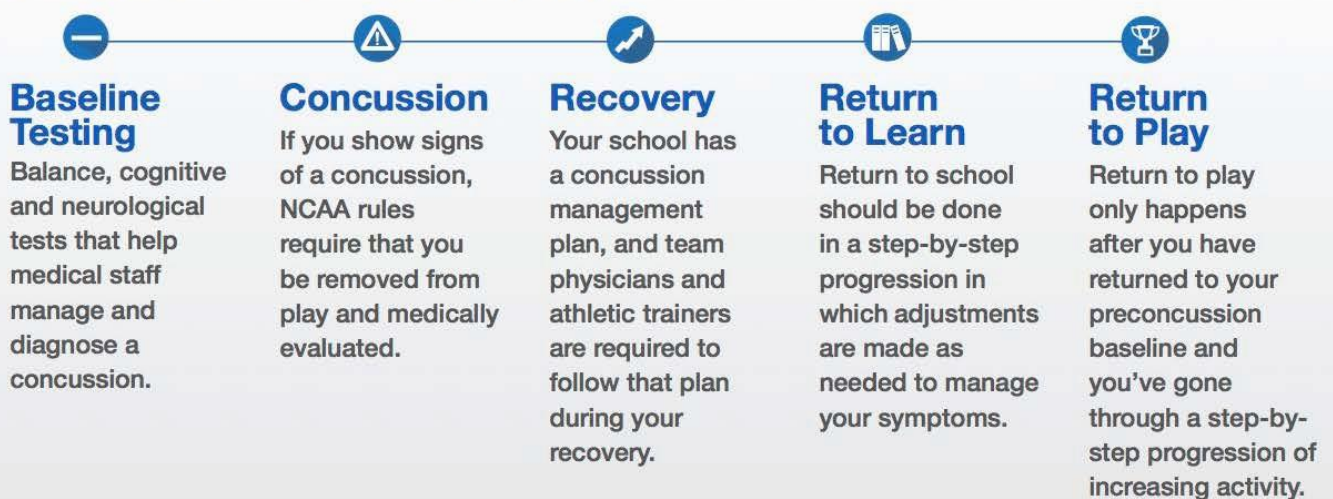 Baseline
Testing
Balance, cognitive
and neurological
tests that help
medical staff
manage and
diagnose a
concussion.
Concussion
If you show signs
of a concussion,
NCAA rules
require that you
be removed from
play and medically
evaluated.
Recovery
Your school has
a concussion
management
plan, and team
physicians and
athletic trainers
are required to
follow that plan
during your
recovery.
Return
to Learn
Return to school
should be done
in a step-by-step
progression in
which adjustments
are made as
needed to manage
your symptoms.
Return
to Play
Return to play
only happens
after you have
returned to your
preconcussion
baseline and
you've gone
through a step-by-
step progression of
increasing activity.